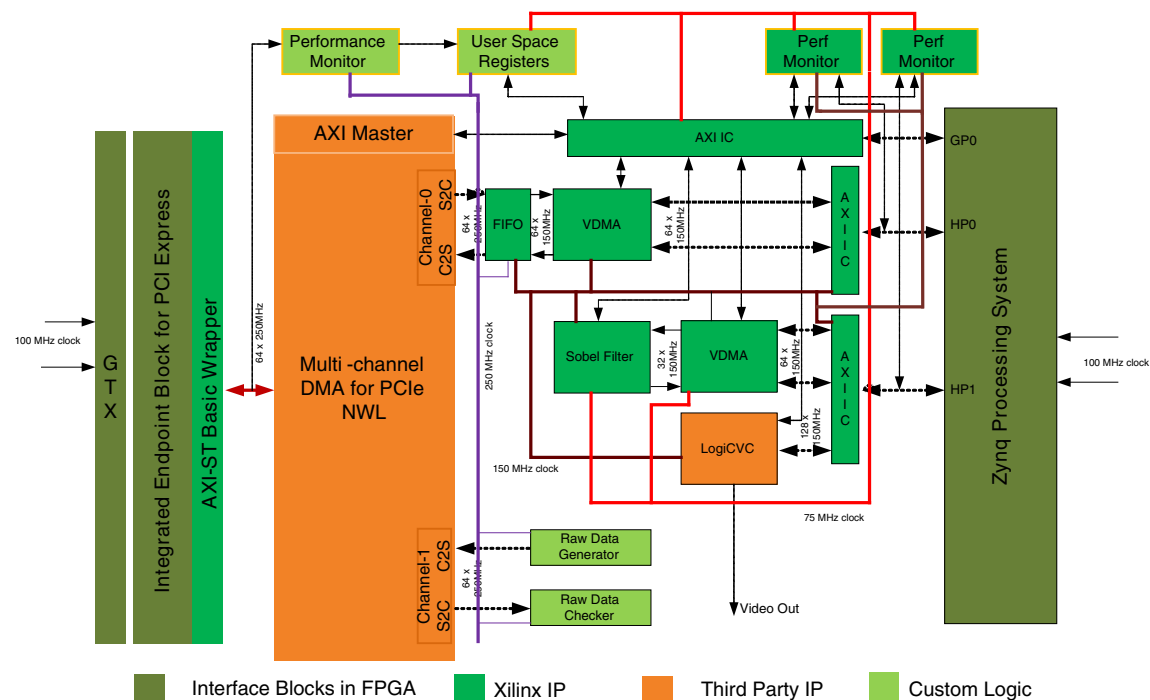 Performance
Monitor
User Space
Registers
Perf
Monitor
Perf
Monitor
AXI Master
AXI IC
GP0
S2C
Channel-0
C2S
64 x
250MHz
FIFO
64 x
150MHz
VDMA
64 x
150MHz
A
X
I
I
C
HP0
100 MHz clock
G
T
X
Integrated Endpoint Block for PCI Express
AXI-ST Basic Wrapper
64 x 250MHz
Multi -channel
DMA for PCIe
NWL
250 MHz clock
Sobel Filter
32 x
150MHz
VDMA
64 x
150MHz
A
X
I
I
C
HP1
Zynq Processing System
100 MHz clock
LogiCVC
128 x
150MHz
150 MHz clock
75 MHz clock
C2S
Channel-1
S2C
64 x
250MHz
Raw Data
Generator
Raw Data
Checker
Video Out
Interface Blocks in FPGA
Xilinx IP
Third Party IP
Custom Logic